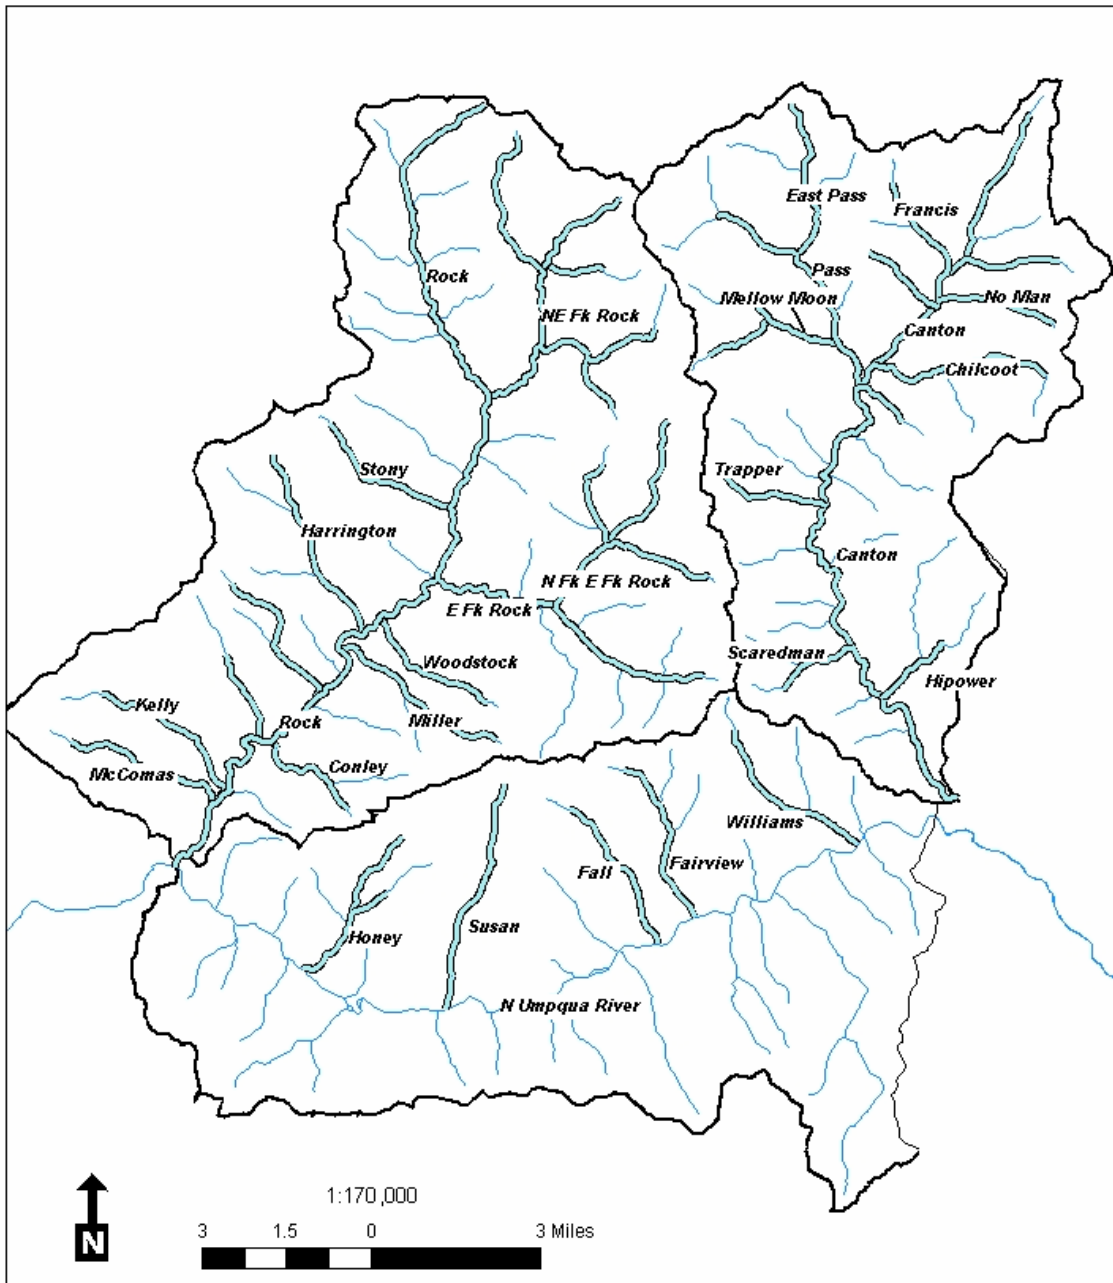 East Pass
Francis
Rock
Pass
Mellow Moon
No Man
NE Fk Rock
Canton
Chilcoot
Stony
Trapper
Harrington
Canton
N Fk E Fk Rock
E Fk Rock
Scaredman
Woodstock
Hipower
Kelly
Rock
Miller
McComas
Conley
Williams
Fall
Fairview
Honey
Susan
N Umpqua River
1:170,000
3 1.5 0 3 Miles
N